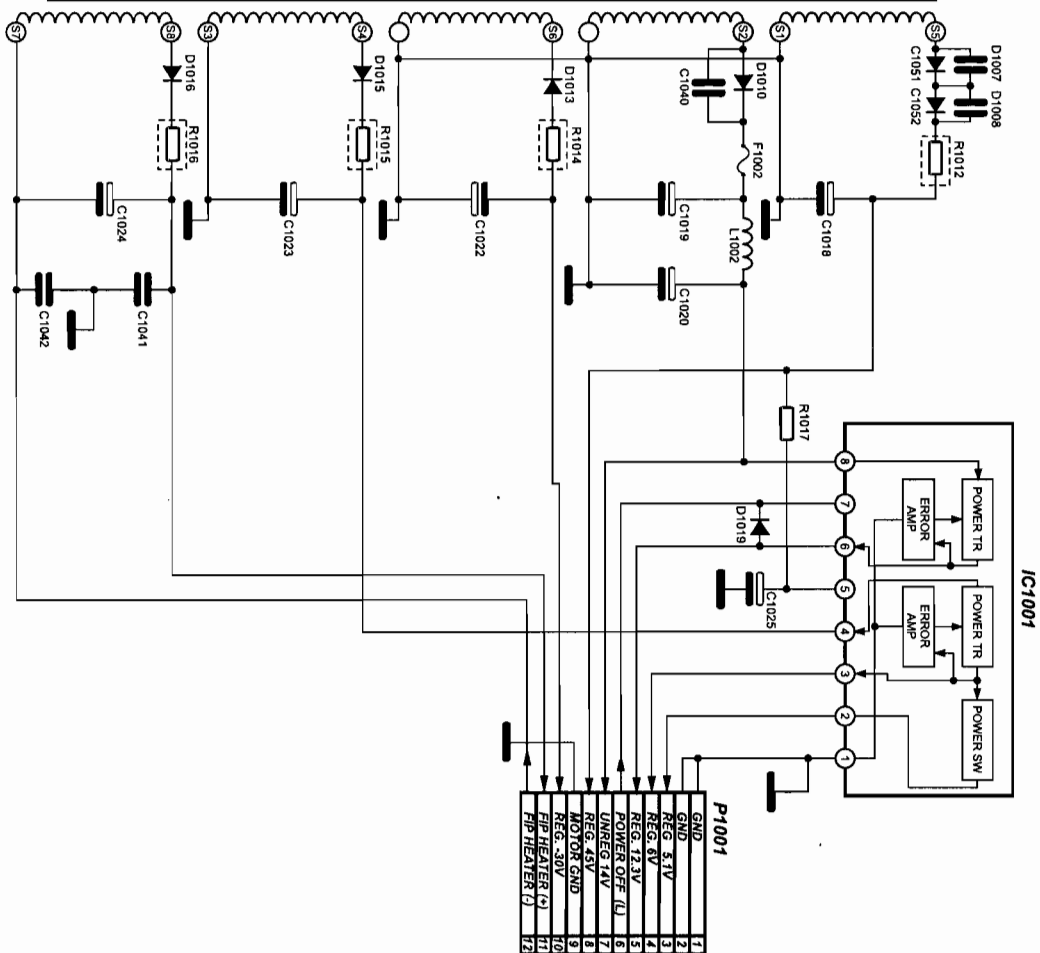 S7
S8
S3
S4
S6
S2
S1
S5
D1016
D1015
D1013
D1010
C1040
C1051
C1052
D1007
D1008
R1016
R1015
R1014
F1002
R1012
C1024
C1023
C1022
C1019
L1002
C1018
C1042
C1041
C1020
R1017
D1019
C1025
IC1001
POWER TR
ERROR AMP
POWER TR
ERROR AMP
POWER SW
8
7
6
5
4
3
2
1
P1001
GND 1
GND 2
REG 5.1V 3
REG. 6V 4
REG. 12.3V 5
POWER OFF (L) 6
UNREG 14V 7
REG. 45V 8
MOTOR GND 9
REG. -30V 10
FIP HEATER (+) 11
FIP HEATER (-) 12